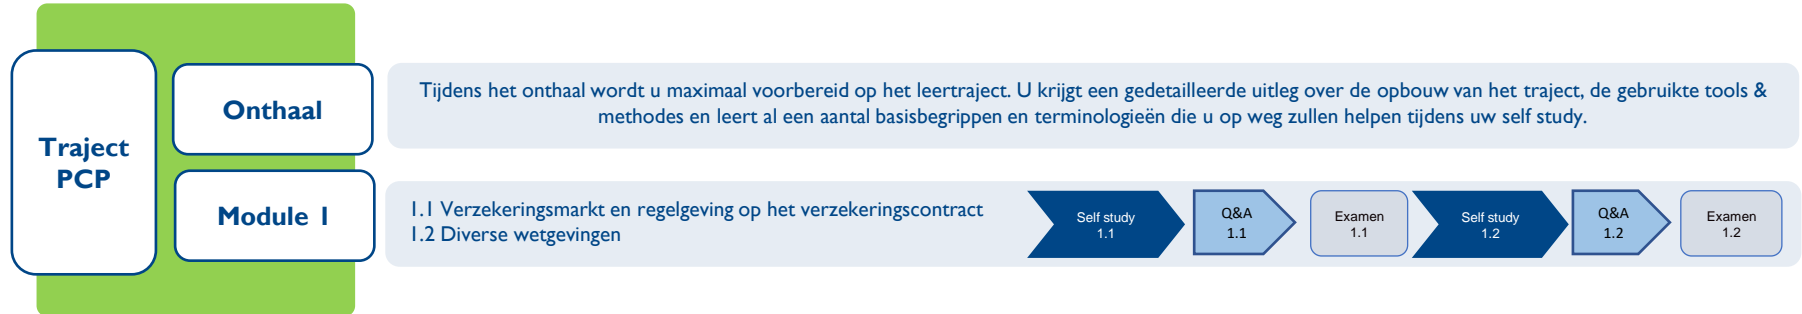 Traject
PCP
Onthaal
Tijdens het onthaal wordt u maximaal voorbereid op het leertraject. U krijgt een gedetailleerde uitleg over de opbouw van het traject, de gebruikte tools &
methodes en leert al een aantal basisbegrippen en terminologieën die u op weg zullen helpen tijdens uw self study.
Module 1
1.1 Verzekeringsmarkt en regelgeving op het verzekeringscontract
1.2 Diverse wetgevingen
Self study
1.1
Q&A
1.1
Examen
1.1
Self study
1.2
Q&A
1.2
Examen
1.2